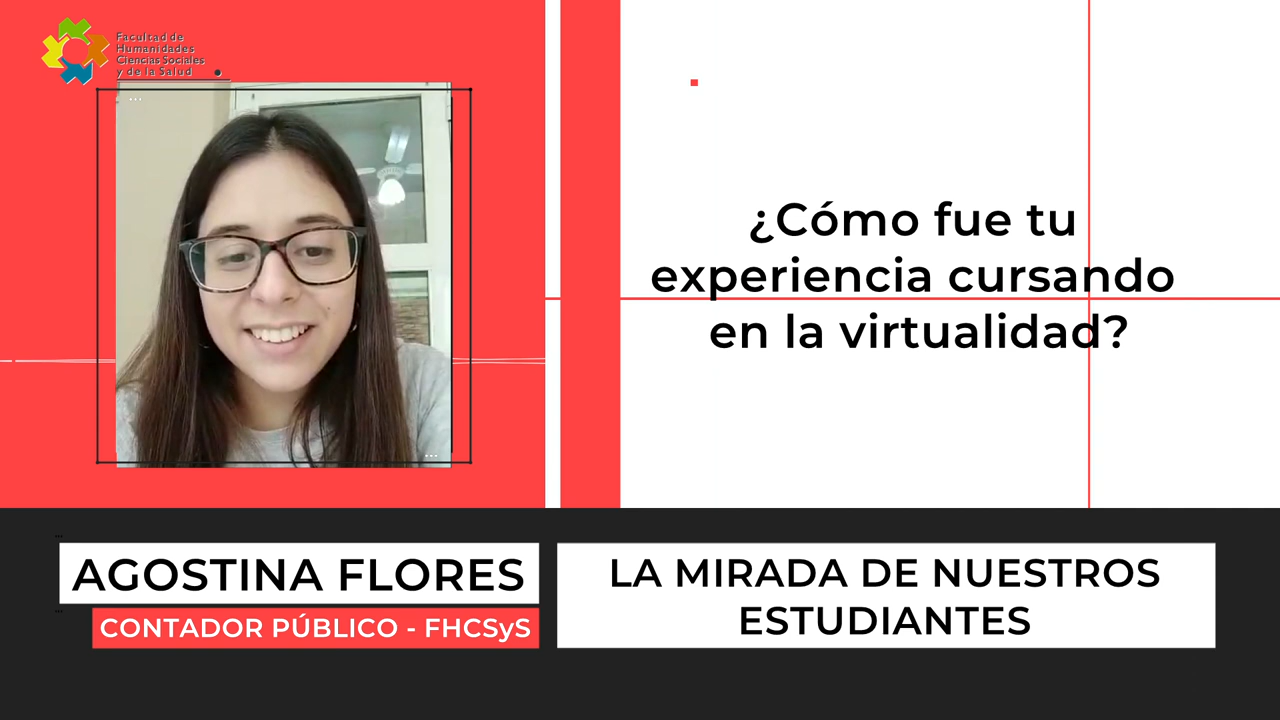 Facultad de
Humanidades
Ciencias Sociales
y de la Salud
¿Cómo fue tu
experiencia cursando
en la virtualidad?
AGOSTINA FLORES
CONTADOR PÚBLICO - FHCSyS
LA MIRADA DE NUESTROS
ESTUDIANTES